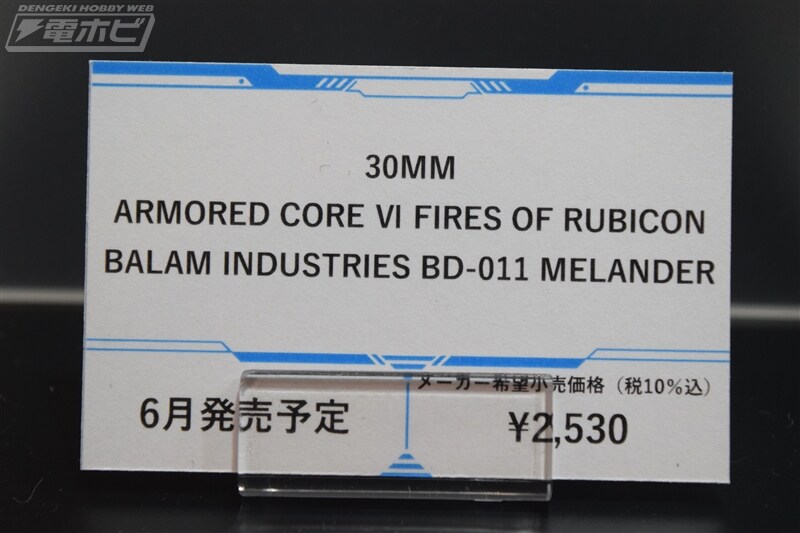 DENGEKI HOBBY WEB
電ホビ
30MM
ARMORED CORE VI FIRES OF RUBICON
BALAM INDUSTRIES BD-011 MELANDER
メーカー希望小売価格（税10%込）
6月発売予定
¥2,530